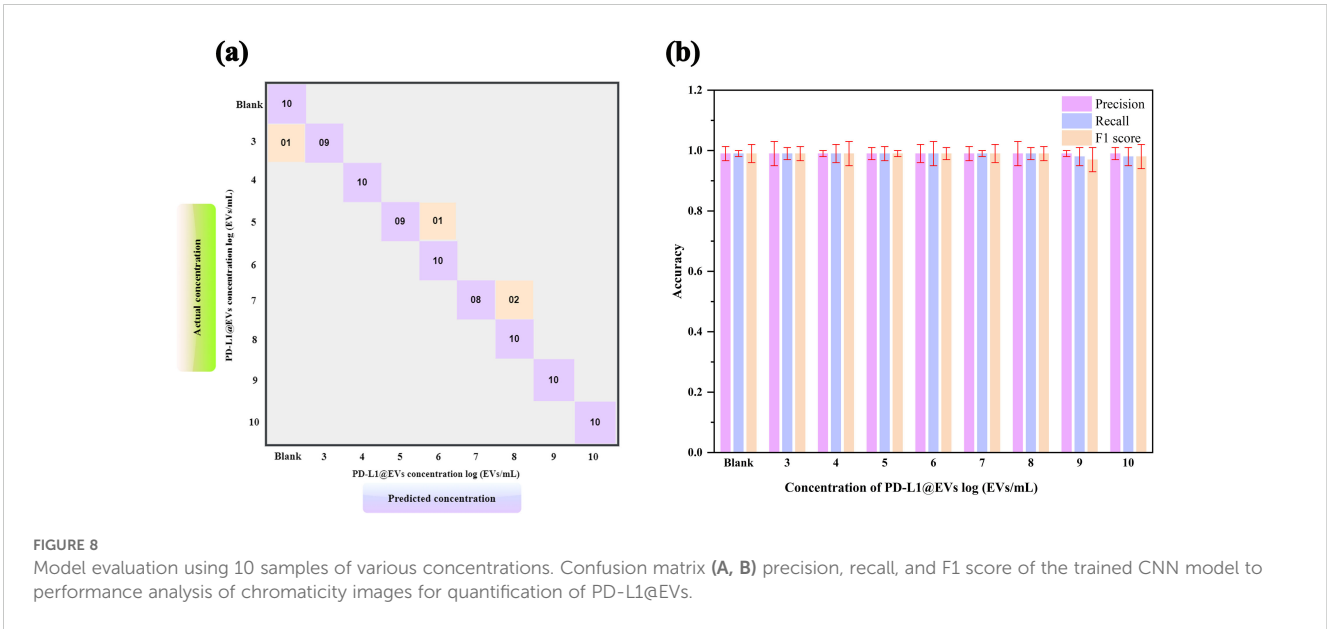 (a)
Blank
10
3
01
09
4
10
5
09
01
6
10
7
08
02
8
10
9
10
10
10
Actual concentration
PD-L1@EVs concentration log (EVs/mL)
Blank 3 4 5 6 7 8 9 10
PD-L1@EVs concentration log (EVs/mL)
Predicted concentration
(b)
1.2
1.0
0.8
0.6
0.4
0.2
0.0
Accuracy
Precision
Recall
F1 score
Blank 3 4 5 6 7 8 9 10
Concentration of PD-L1@EVs log (EVs/mL)
FIGURE 8
Model evaluation using 10 samples of various concentrations. Confusion matrix (A, B) precision, recall, and F1 score of the trained CNN model to
performance analysis of chromaticity images for quantification of PD-L1@EVs.